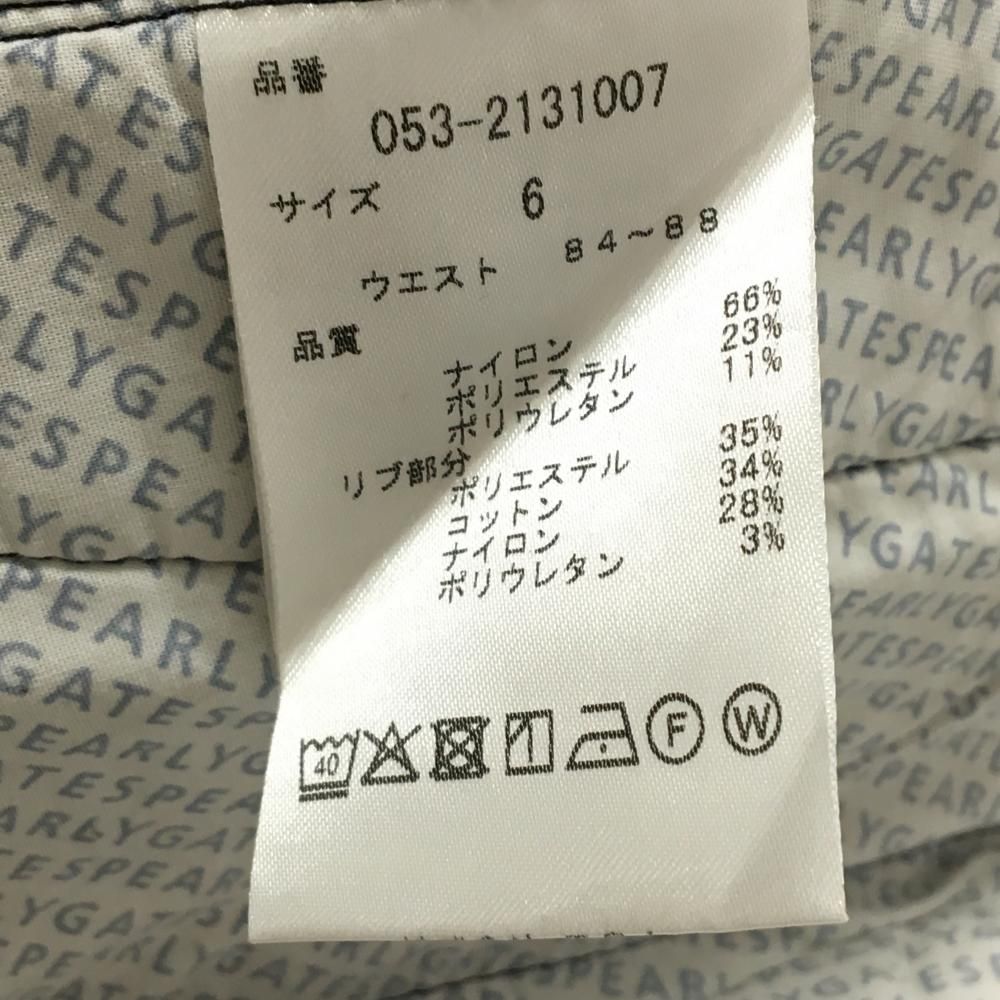 品番
053-2131007
サイズ 6
ウエスト 84~88
品質
ナイロン 66%
ポリエステル 23%
ポリウレタン 11%
リブ部分
ポリエステル 35%
コットン 34%
ナイロン 28%
ポリウレタン 3%
40 F W
PEARLYGATES